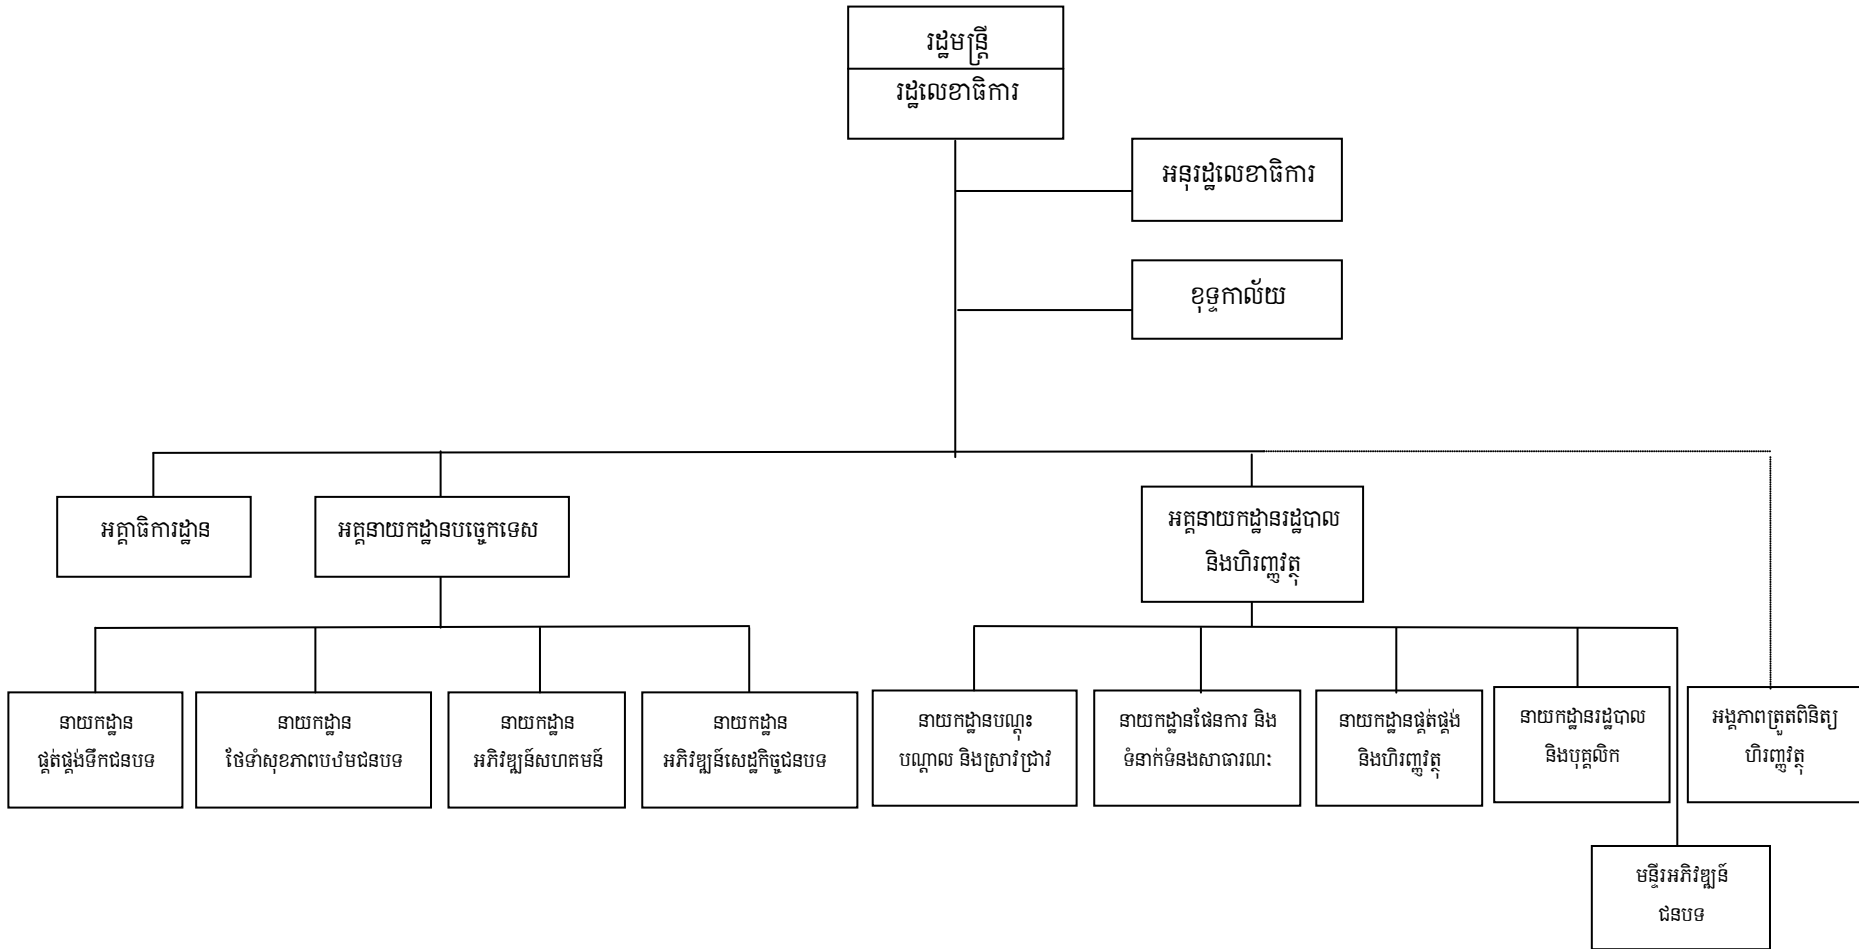 រដ្ឋមន្ត្រី
រដ្ឋលេខាធិការ
អនុរដ្ឋលេខាធិការ
ខុទ្ទកាល័យ
អគ្គាធិការដ្ឋាន
អគ្គនាយកដ្ឋានបច្ចេកទេស
អគ្គនាយកដ្ឋានរដ្ឋបាល
និងហិរញ្ញវត្ថុ
នាយកដ្ឋាន
ផ្គត់ផ្គង់ទឹកជនបទ
នាយកដ្ឋាន
ថែទាំសុខភាពបឋមជនបទ
នាយកដ្ឋាន
អភិវឌ្ឍន៍សហគមន៍
នាយកដ្ឋាន
អភិវឌ្ឍន៍សេដ្ឋកិច្ចជនបទ
នាយកដ្ឋានបណ្តុះ
បណ្តាល និងស្រាវជ្រាវ
នាយកដ្ឋានផែនការ និង
ទំនាក់ទំនងសាធារណៈ
នាយកដ្ឋានផ្គត់ផ្គង់
និងហិរញ្ញវត្ថុ
នាយកដ្ឋានរដ្ឋបាល
និងបុគ្គលិក
អង្គភាពត្រួតពិនិត្យ
ហិរញ្ញវត្ថុ
មន្ទីរអភិវឌ្ឍន៍
ជនបទ